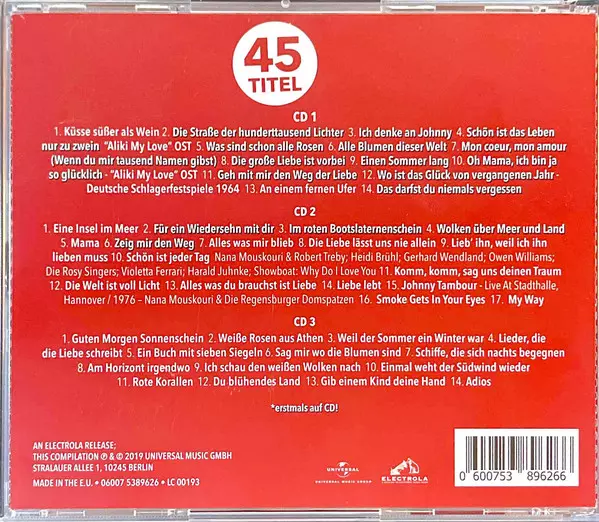 45
TITEL
CD 1
1. Küsse süßer als Wein 2. Die Straße der hunderttausend Lichter 3. Ich denke an Johnny 4. Schön ist das Leben
nur zu zwein "Aliki My Love" OST 5. Was sind schon alle Rosen 6. Alle Blumen dieser Welt 7. Mon coeur, mon amour
(Wenn du mir tausend Namen gibst) 8. Die große Liebe ist vorbei 9. Einen Sommer lang 10. Oh Mama, ich bin ja
so glücklich - "Aliki My Love" OST 11. Geh mit mir den Weg der Liebe 12. Wo ist das Glück von vergangenen Jahr -
Deutsche Schlagerfestspiele 1964 13. An einem fernen Ufer 14. Das darfst du niemals vergessen
CD 2
1. Eine Insel im Meer 2. Für ein Wiedersehn mit dir 3. Im roten Bootslaternenschein 4. Wolken über Meer und Land
5. Mama 6. Zeig mir den Weg 7. Alles was mir blieb 8. Die Liebe lässt uns nie allein 9. Lieb' ihn, weil ich ihn
lieben muss 10. Schön ist jeder Tag Nana Mouskouri & Robert Treby; Heidi Brühl; Gerhard Wendland; Owen Williams;
Die Rosy Singers; Violetta Ferrari; Harald Juhnke; Showboat: Why Do I Love You 11. Komm, komm, sag uns deinen Traum
12. Die Welt ist voll Licht 13. Alles was du brauchst ist Liebe 14. Liebe lebt 15. Johnny Tambour - Live At Stadthalle,
Hannover / 1976 – Nana Mouskouri & Die Regensburger Domspatzen 16. Smoke Gets In Your Eyes 17. My Way
CD 3
1. Guten Morgen Sonnenschein 2. Weiße Rosen aus Athen 3. Weil der Sommer ein Winter war 4. Lieder, die
die Liebe schreibt 5. Ein Buch mit sieben Siegeln 6. Sag mir wo die Blumen sind 7. Schiffe, die sich nachts begegnen
8. Am Horizont irgendwo 9. Ich schau den weißen Wolken nach 10. Einmal weht der Südwind wieder
11. Rote Korallen 12. Du blühendes Land 13. Gib einem Kind deine Hand 14. Adios
*erstmals auf CD!
AN ELECTROLA RELEASE;
THIS COMPILATION ℗ & © 2019 UNIVERSAL MUSIC GMBH
STRALAUER ALLEE 1, 10245 BERLIN
MADE IN THE E.U. • 06007 5389626 • LC 00193
UNIVERSAL
UNIVERSAL MUSIC GROUP
ELECTROLA
0 600753 896266